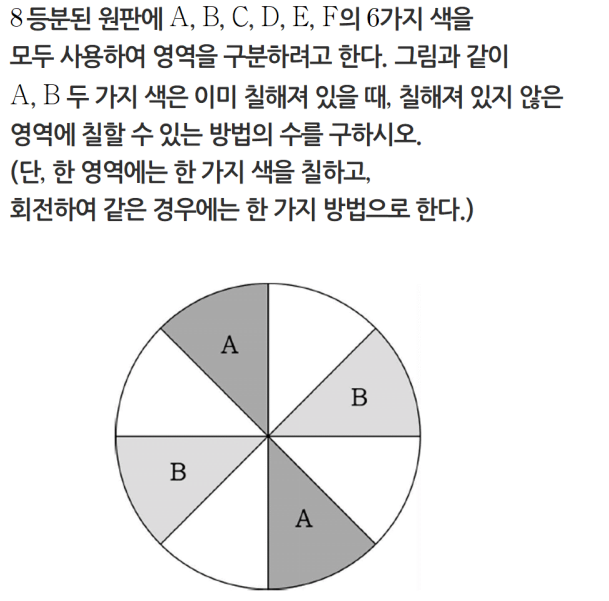 8등분된 원판에 A, B, C, D, E, F의 6가지 색을
모두 사용하여 영역을 구분하려고 한다. 그림과 같이
A, B 두 가지 색은 이미 칠해져 있을 때, 칠해져 있지 않은
영역에 칠할 수 있는 방법의 수를 구하시오.
(단, 한 영역에는 한 가지 색을 칠하고,
회전하여 같은 경우에는 한 가지 방법으로 한다.)
A
B
B
A